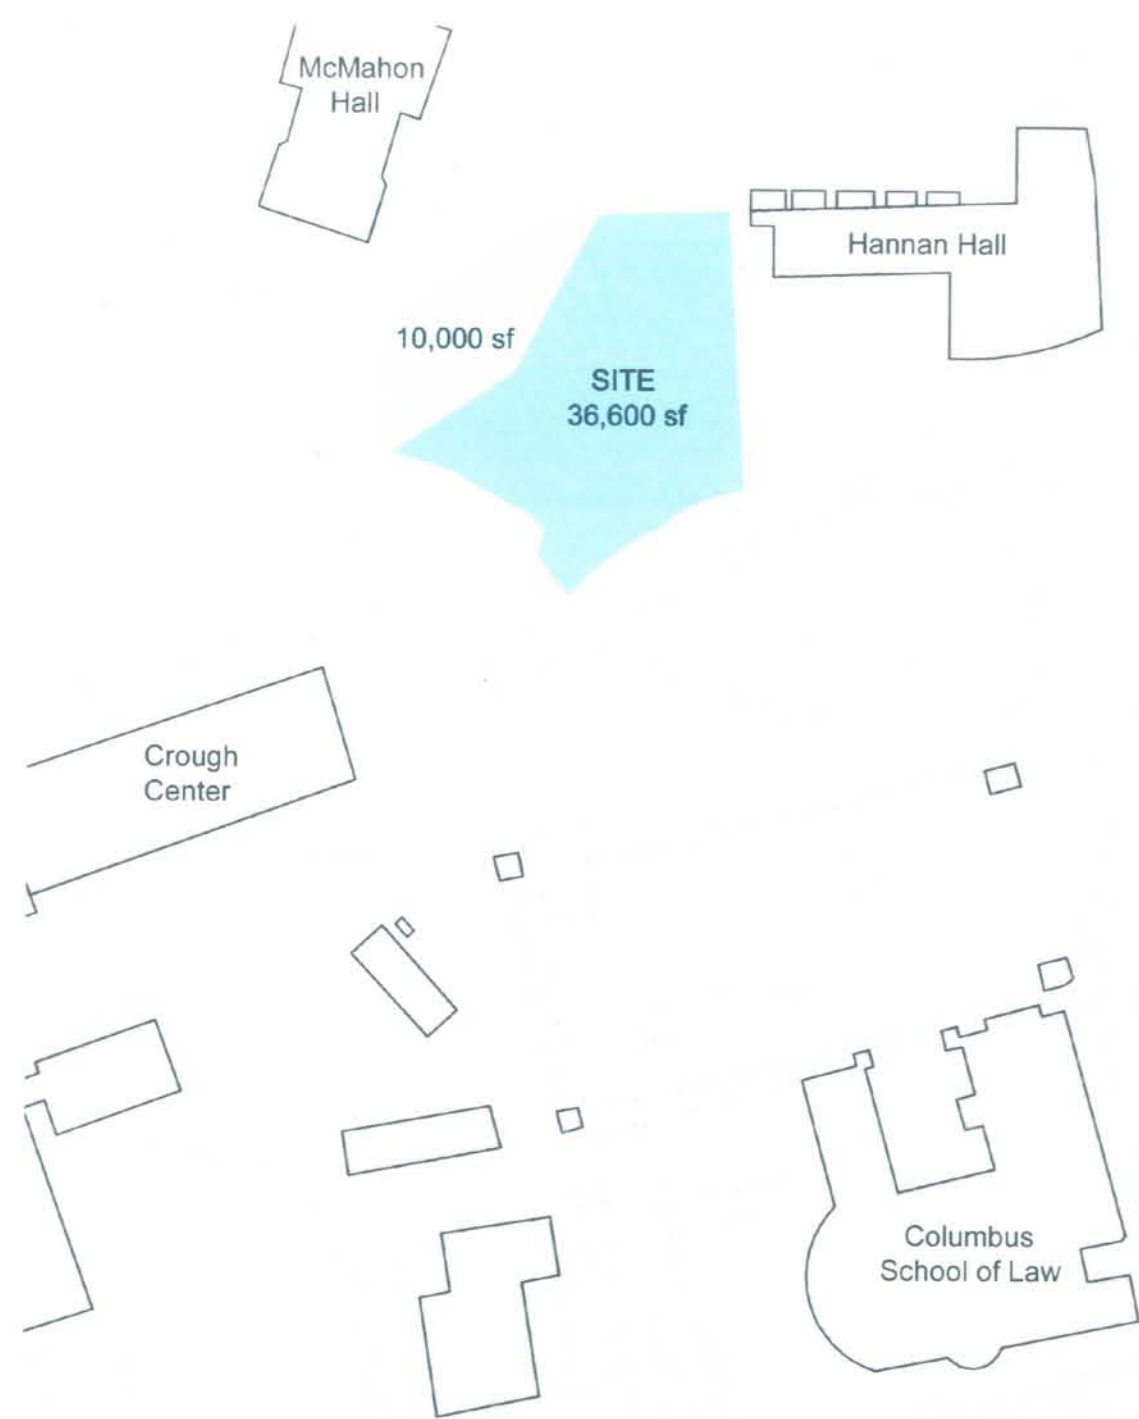 McMahon
Hall
Hannan Hall
10,000 sf
SITE
36,600 sf
Crough
Center
Columbus
School of Law